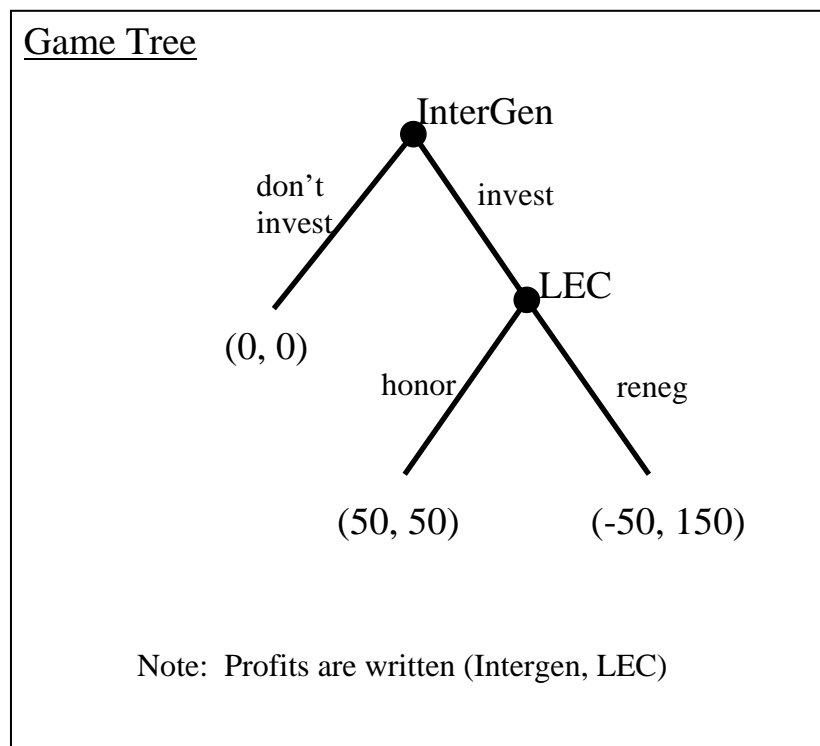 Game Tree
InterGen
don't
invest
invest
LEC
(0, 0)
honor
reneg
(50, 50)
(-50, 150)
Note: Profits are written (Intergen, LEC)